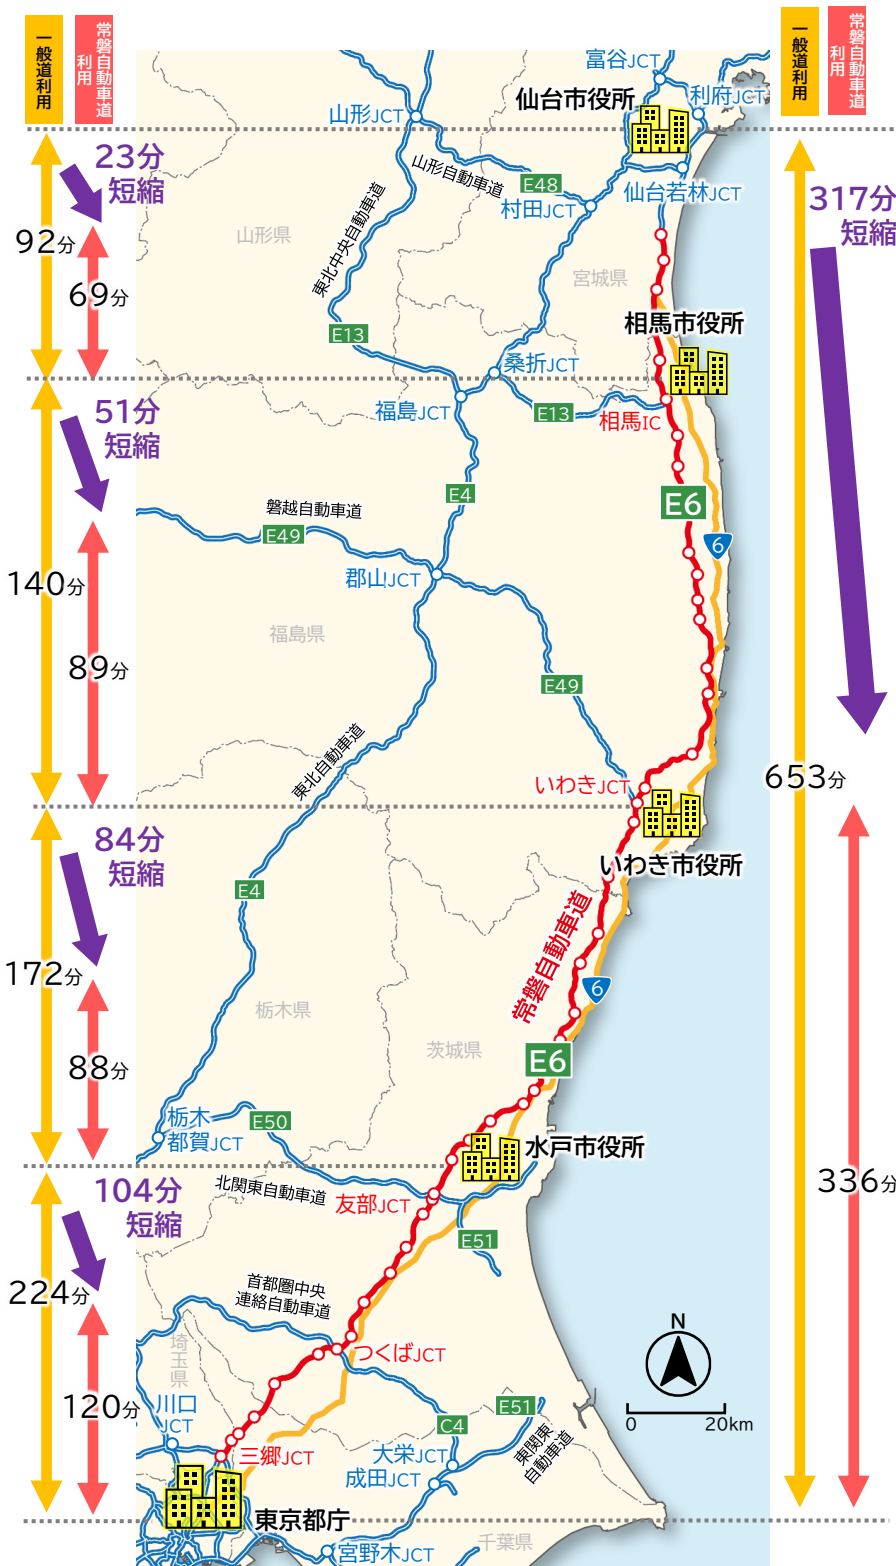 一般道利用
常磐自動車道
利用
一般道利用
常磐自動車道
利用
富谷JCT
仙台市役所
利府JCT
山形JCT
23分
短縮
山形自動車道
E48
仙台若林JCT
村田JCT
317分
短縮
92分
山形県
東北中央自動車道
宮城県
69分
相馬市役所
E13
桑折JCT
51分
短縮
福島JCT
E13
相馬IC
E4
E6
磐越自動車道
E49
6
140分
郡山JCT
福島県
89分
E49
東北自動車道
いわきJCT
653分
84分
短縮
いわき市役所
E4
常磐自動車道
172分
6
栃木県
茨城県
88分
E6
栃木
都賀JCT
E50
水戸市役所
104分
短縮
北関東自動車道
友部JCT
336分
E51
224分
首都圏中央
連絡自動車道
埼玉県
つくばJCT
N
120分
川口
JCT
E51
C4
0
20km
三郷JCT
大栄JCT
成田JCT
東関東
自動車道
東京都庁
千葉県
宮野木JCT